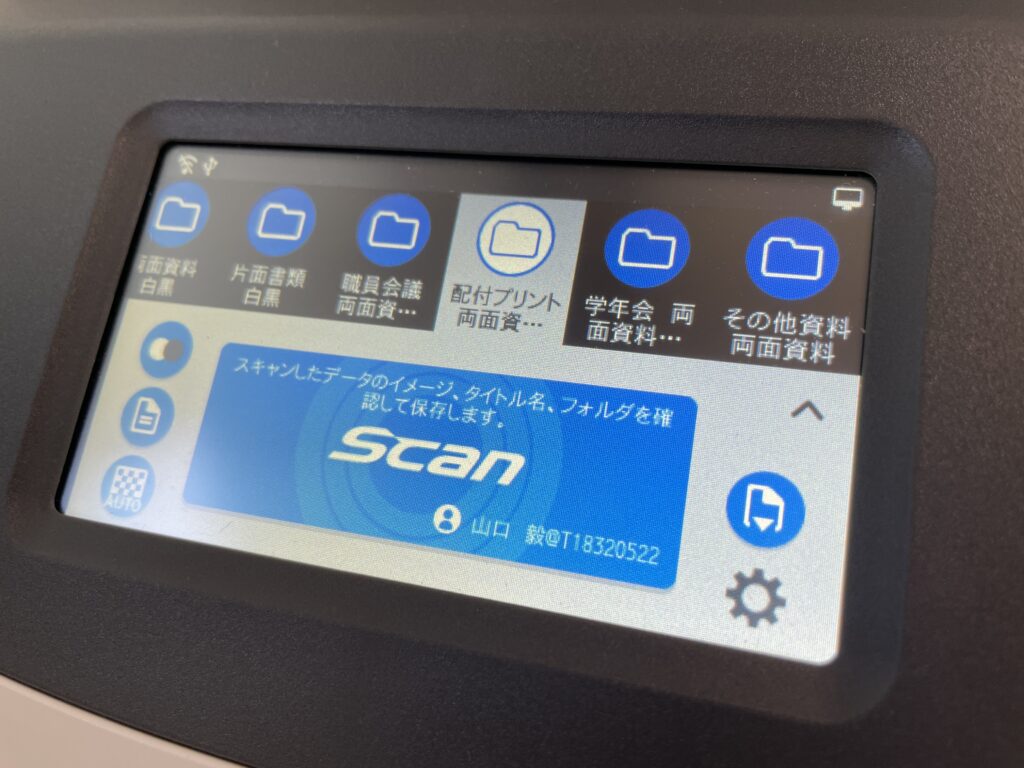 面資料
白黒
片面書類
白黒
職員会議
両面資…
配付プリント
両面資…
学年会 両
面資料…
その他資料
両面資料
スキャンしたデータのイメージ、タイトル名、フォルダを確
認して保存します。
Scan
山口 毅@T18320522
AUTO